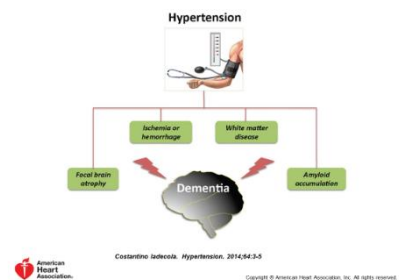 Hypertension
Ischemia or
hemorrhage
White matter
disease
Focal brain
atrophy
Dementia
Amyloid
accumulation
Costantino Iadecola. Hypertension. 2014;64:3-5
American
Heart
Association.
Copyright © American Heart Association, Inc. All rights reserved.